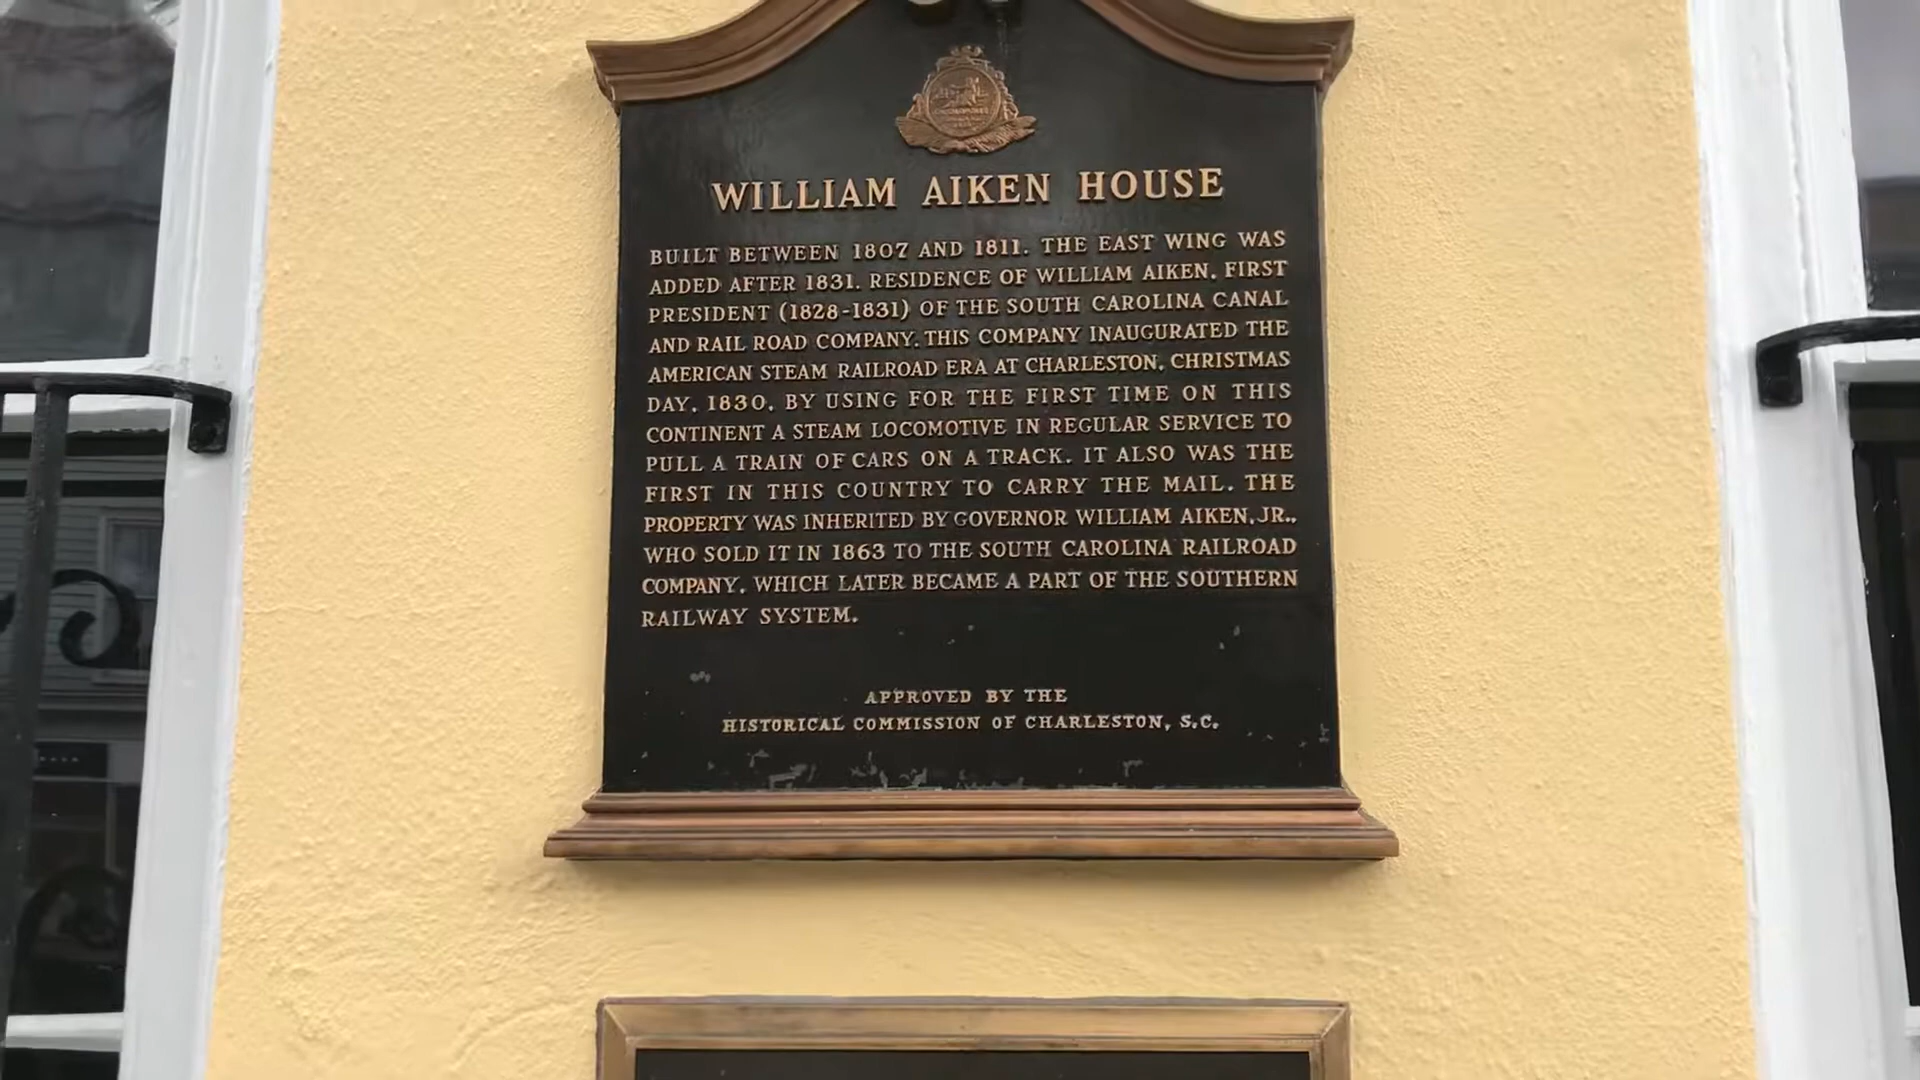 WILLIAM AIKEN HOUSE
BUILT BETWEEN 1807 AND 1811. THE EAST WING WAS
ADDED AFTER 1831. RESIDENCE OF WILLIAM AIKEN, FIRST
PRESIDENT (1828-1831) OF THE SOUTH CAROLINA CANAL
AND RAIL ROAD COMPANY. THIS COMPANY INAUGURATED THE
AMERICAN STEAM RAILROAD ERA AT CHARLESTON, CHRISTMAS
DAY, 1830, BY USING FOR THE FIRST TIME ON THIS
CONTINENT A STEAM LOCOMOTIVE IN REGULAR SERVICE TO
PULL A TRAIN OF CARS ON A TRACK. IT ALSO WAS THE
FIRST IN THIS COUNTRY TO CARRY THE MAIL. THE
PROPERTY WAS INHERITED BY GOVERNOR WILLIAM AIKEN, JR.,
WHO SOLD IT IN 1863 TO THE SOUTH CAROLINA RAILROAD
COMPANY, WHICH LATER BECAME A PART OF THE SOUTHERN
RAILWAY SYSTEM.
APPROVED BY THE
HISTORICAL COMMISSION OF CHARLESTON, S.C.